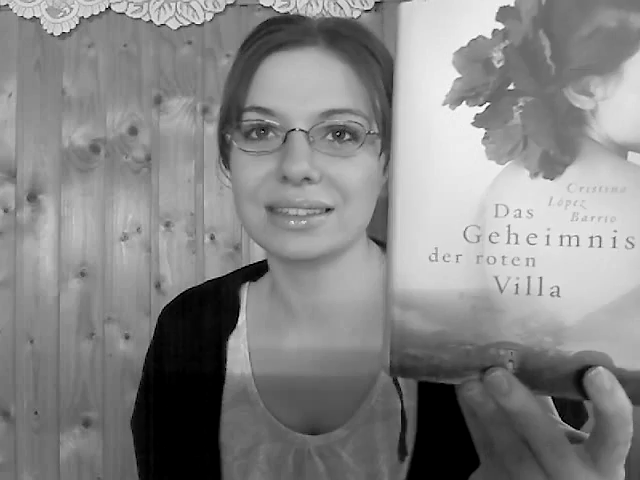 Cristina
López
Barrio
Das
Geheimnis
der roten
Villa